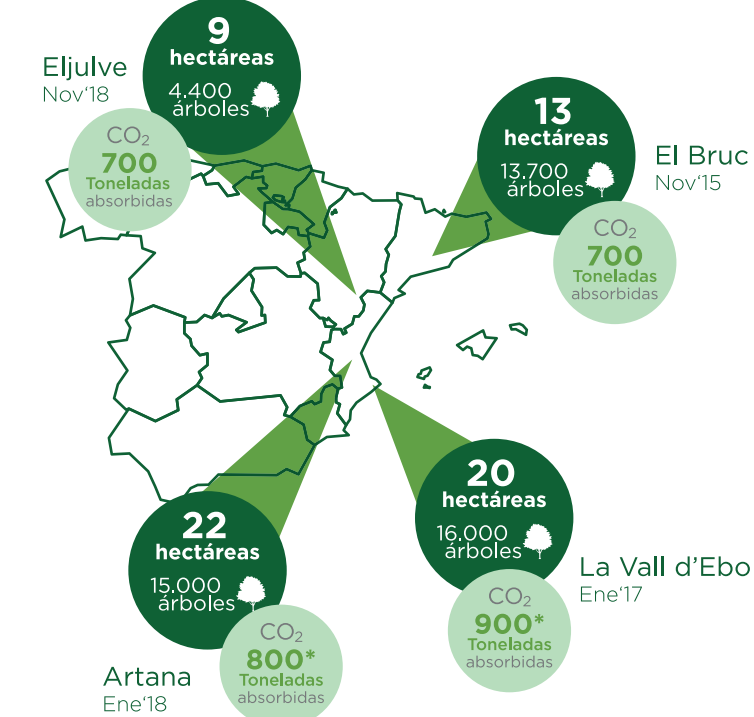 Eljulve
Nov‘18
9
hectáreas
4.400
árboles
CO₂
700
Toneladas
absorbidas
13
hectáreas
13.700
árboles
El Bruc
Nov‘15
CO₂
700
Toneladas
absorbidas
22
hectáreas
15.000
árboles
Artana
Ene‘18
CO₂
800*
Toneladas
absorbidas
20
hectáreas
16.000
árboles
La Vall d’Ebo
Ene‘17
CO₂
900*
Toneladas
absorbidas